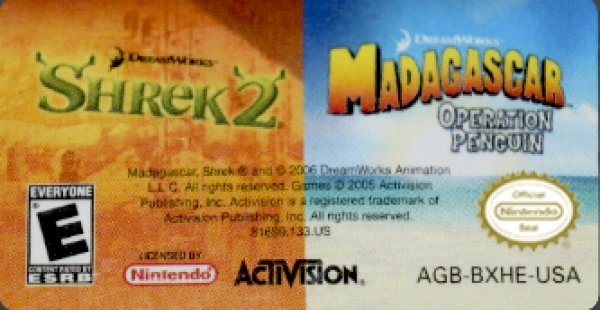 DREAMWORKS
SHREK 2
DREAMWORKS
MADAGASCAR™
OPERATION
PENGUIN
Madagascar, Shrek ® and © 2006 DreamWorks Animation
L.L.C. All rights reserved. Games © 2005 Activision
Publishing, Inc. Activision is a registered trademark of
Activision Publishing, Inc. All rights reserved.
81699.133.US
EVERYONE
E
CONTENT RATED BY
ESRB
LICENSED BY
Nintendo
ACTIVISION.
Official
Nintendo
Seal
AGB-BXHE-USA